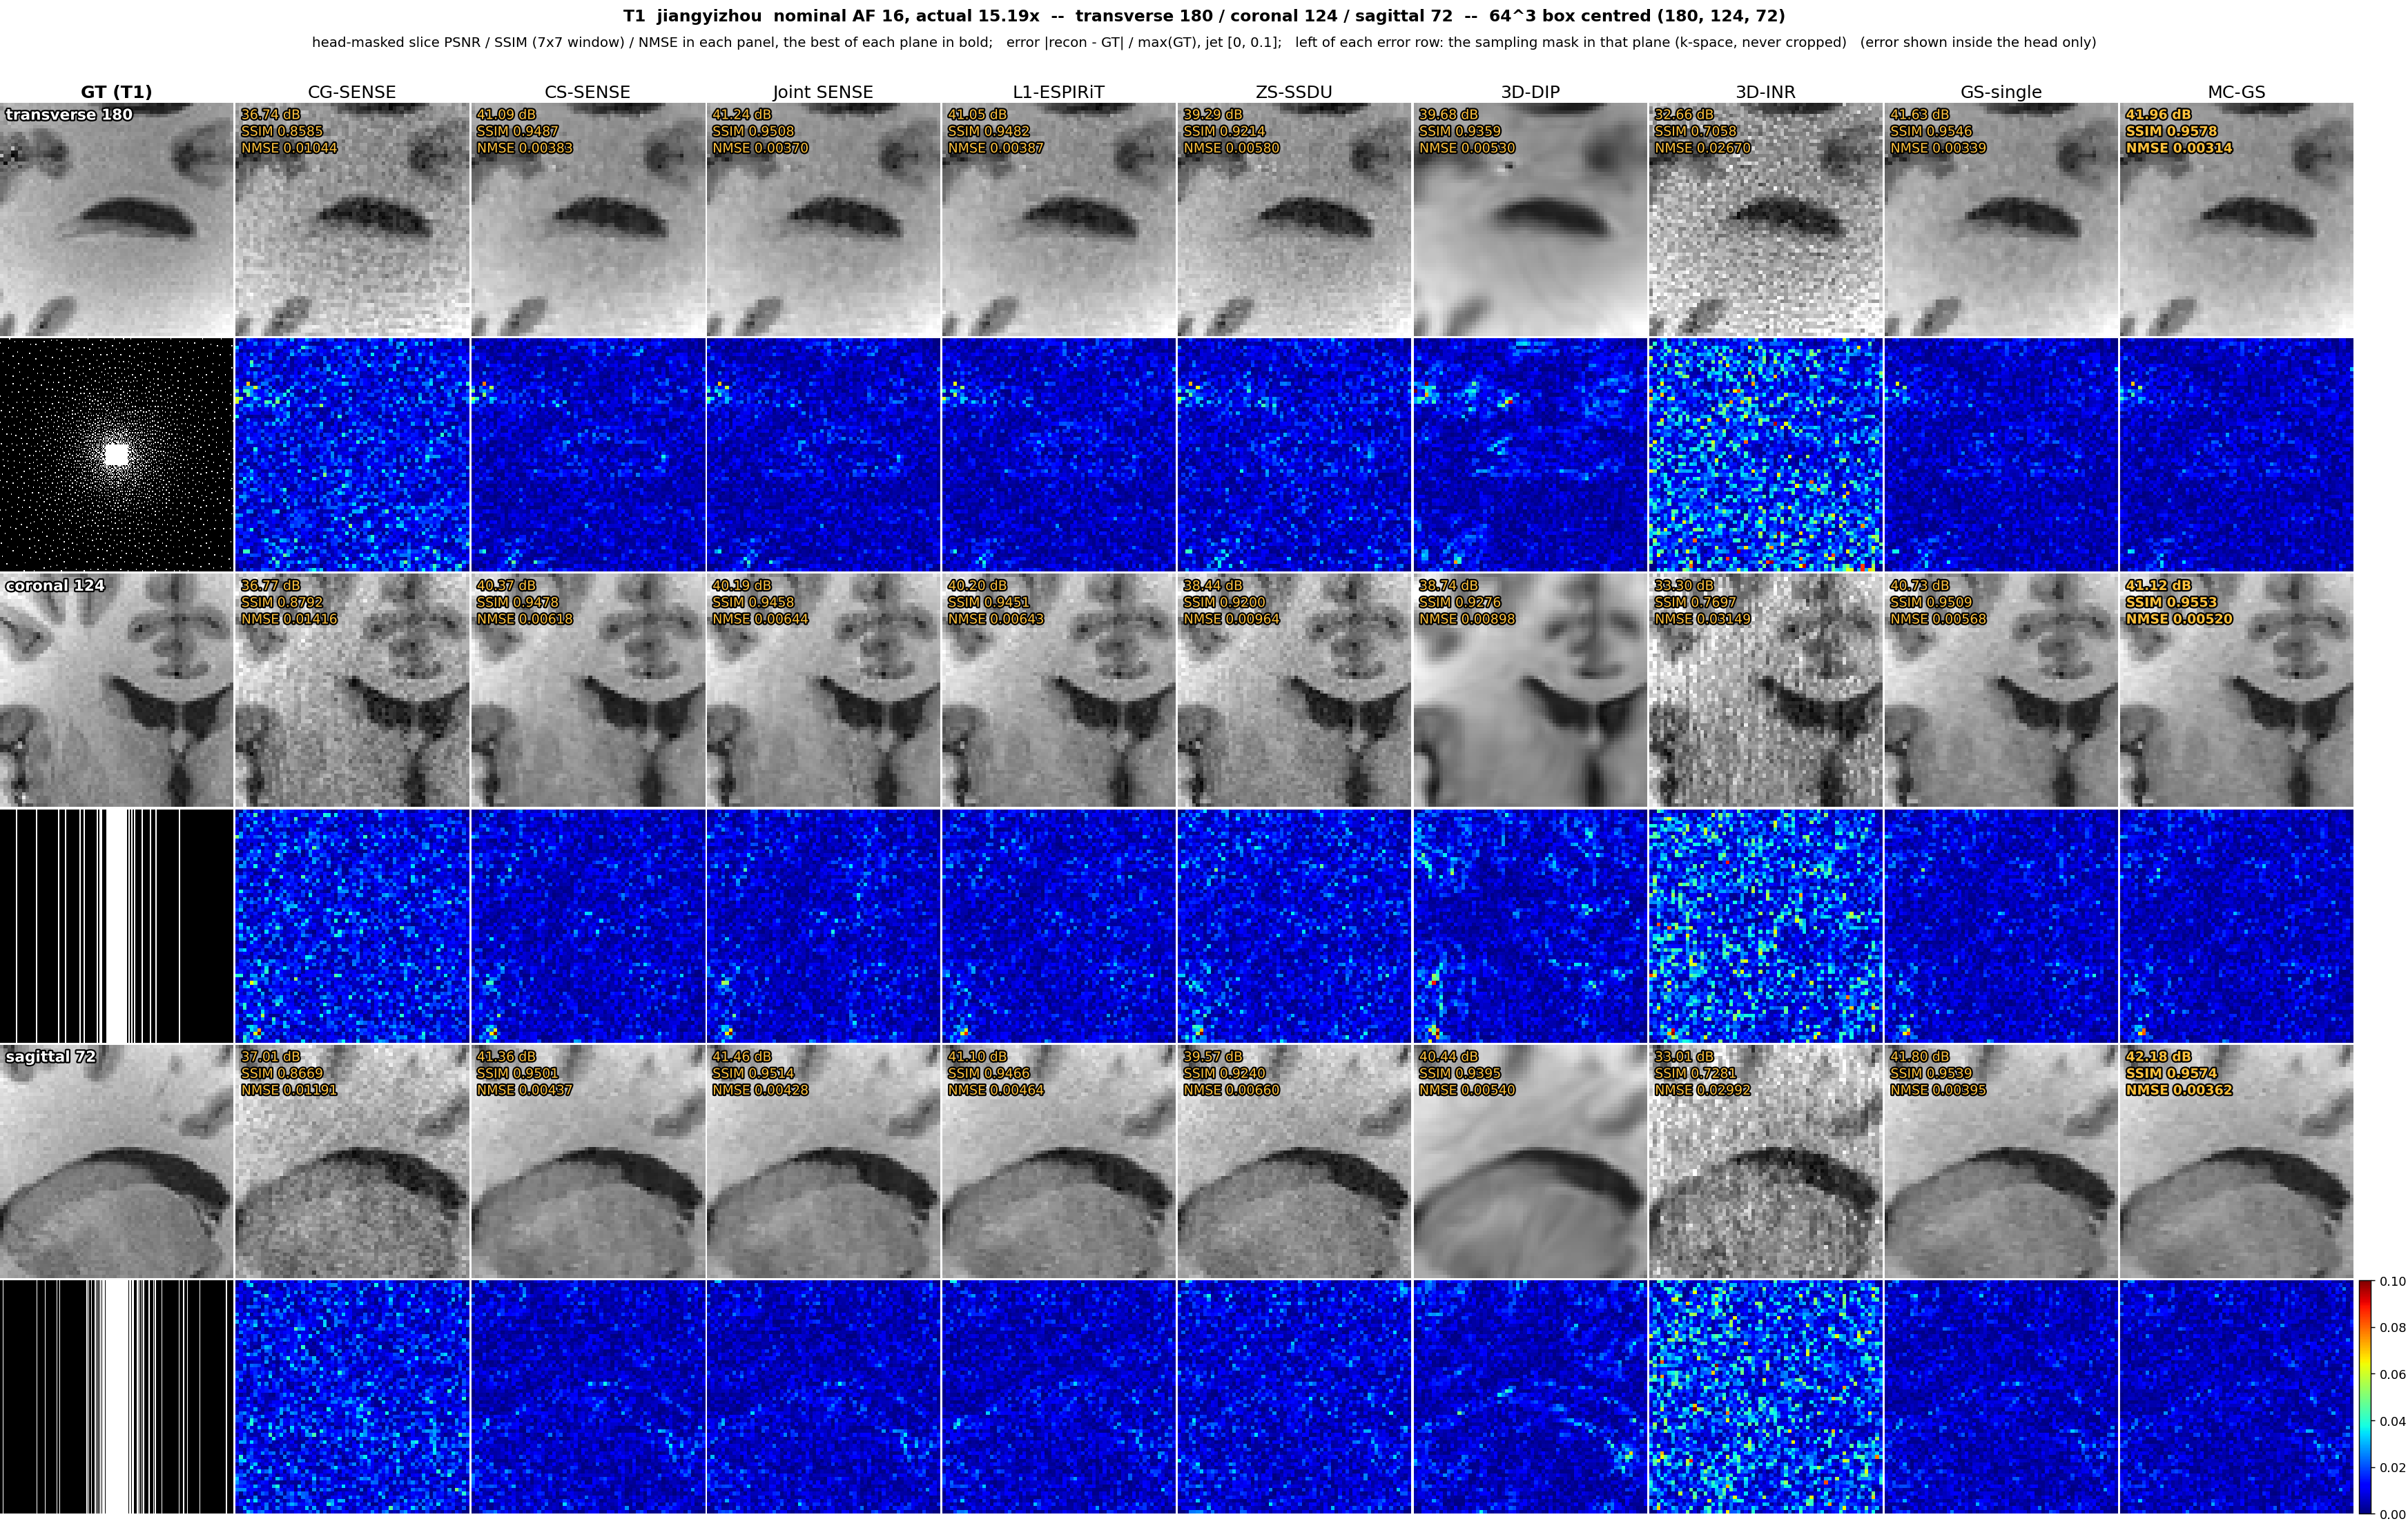 T1 jiangyizhou nominal AF 16, actual 15.19x -- transverse 180 / coronal 124 / sagittal 72 -- 64^3 box centred (180, 124, 72)
head-masked slice PSNR / SSIM (7x7 window) / NMSE in each panel, the best of each plane in bold; error |recon - GT| / max(GT), jet [0, 0.1]; left of each error row: the sampling mask in that plane (k-space, never cropped) (error shown inside the head only)
GT (T1) CG-SENSE CS-SENSE Joint SENSE L1-ESPIRiT ZS-SSDU 3D-DIP 3D-INR GS-single MC-GS
transverse 180 36.74 dB 41.09 dB 41.24 dB 41.05 dB 39.29 dB 39.68 dB 32.66 dB 41.63 dB 41.96 dB
SSIM 0.8585 SSIM 0.9487 SSIM 0.9508 SSIM 0.9482 SSIM 0.9214 SSIM 0.9359 SSIM 0.7058 SSIM 0.9546 SSIM 0.9578
NMSE 0.01044 NMSE 0.00383 NMSE 0.00370 NMSE 0.00387 NMSE 0.00580 NMSE 0.00530 NMSE 0.02670 NMSE 0.00339 NMSE 0.00314
coronal 124 36.77 dB 40.37 dB 40.19 dB 40.20 dB 38.44 dB 38.74 dB 33.30 dB 40.73 dB 41.12 dB
SSIM 0.8792 SSIM 0.9478 SSIM 0.9458 SSIM 0.9451 SSIM 0.9200 SSIM 0.9276 SSIM 0.7697 SSIM 0.9509 SSIM 0.9553
NMSE 0.01416 NMSE 0.00618 NMSE 0.00644 NMSE 0.00643 NMSE 0.00964 NMSE 0.00898 NMSE 0.03149 NMSE 0.00568 NMSE 0.00520
sagittal 72 37.01 dB 41.36 dB 41.46 dB 41.10 dB 39.57 dB 40.44 dB 33.01 dB 41.80 dB 42.18 dB
SSIM 0.8669 SSIM 0.9501 SSIM 0.9514 SSIM 0.9466 SSIM 0.9240 SSIM 0.9395 SSIM 0.7281 SSIM 0.9539 SSIM 0.9574
NMSE 0.01191 NMSE 0.00437 NMSE 0.00428 NMSE 0.00464 NMSE 0.00660 NMSE 0.00540 NMSE 0.02992 NMSE 0.00395 NMSE 0.00362
0.10
0.08
0.06
0.04
0.02
0.00